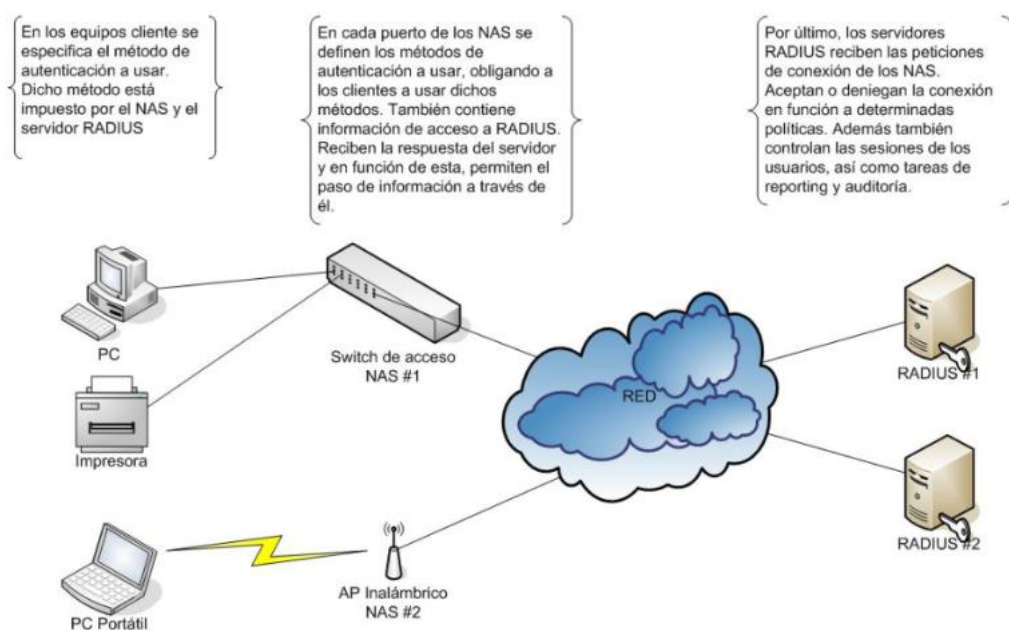 En los equipos cliente se
especifica el método de
autenticación a usar.
Dicho método está
impuesto por el NAS y el
servidor RADIUS
En cada puerto de los NAS se
definen los métodos de
autenticación a usar, obligando a
los clientes a usar dichos
métodos. También contiene
información de acceso a RADIUS.
Reciben la respuesta del servidor
y en función de esta, permiten el
paso de información a través de
él.
Por último, los servidores
RADIUS reciben las peticiones
de conexión de los NAS.
Aceptan o deniegan la conexión
en función a determinadas
políticas. Además también
controlan las sesiones de los
usuarios, así como tareas de
reporting y auditoría.
PC
Switch de acceso
NAS #1
RED
RADIUS #1
Impresora
RADIUS #2
AP Inalámbrico
NAS #2
PC Portátil